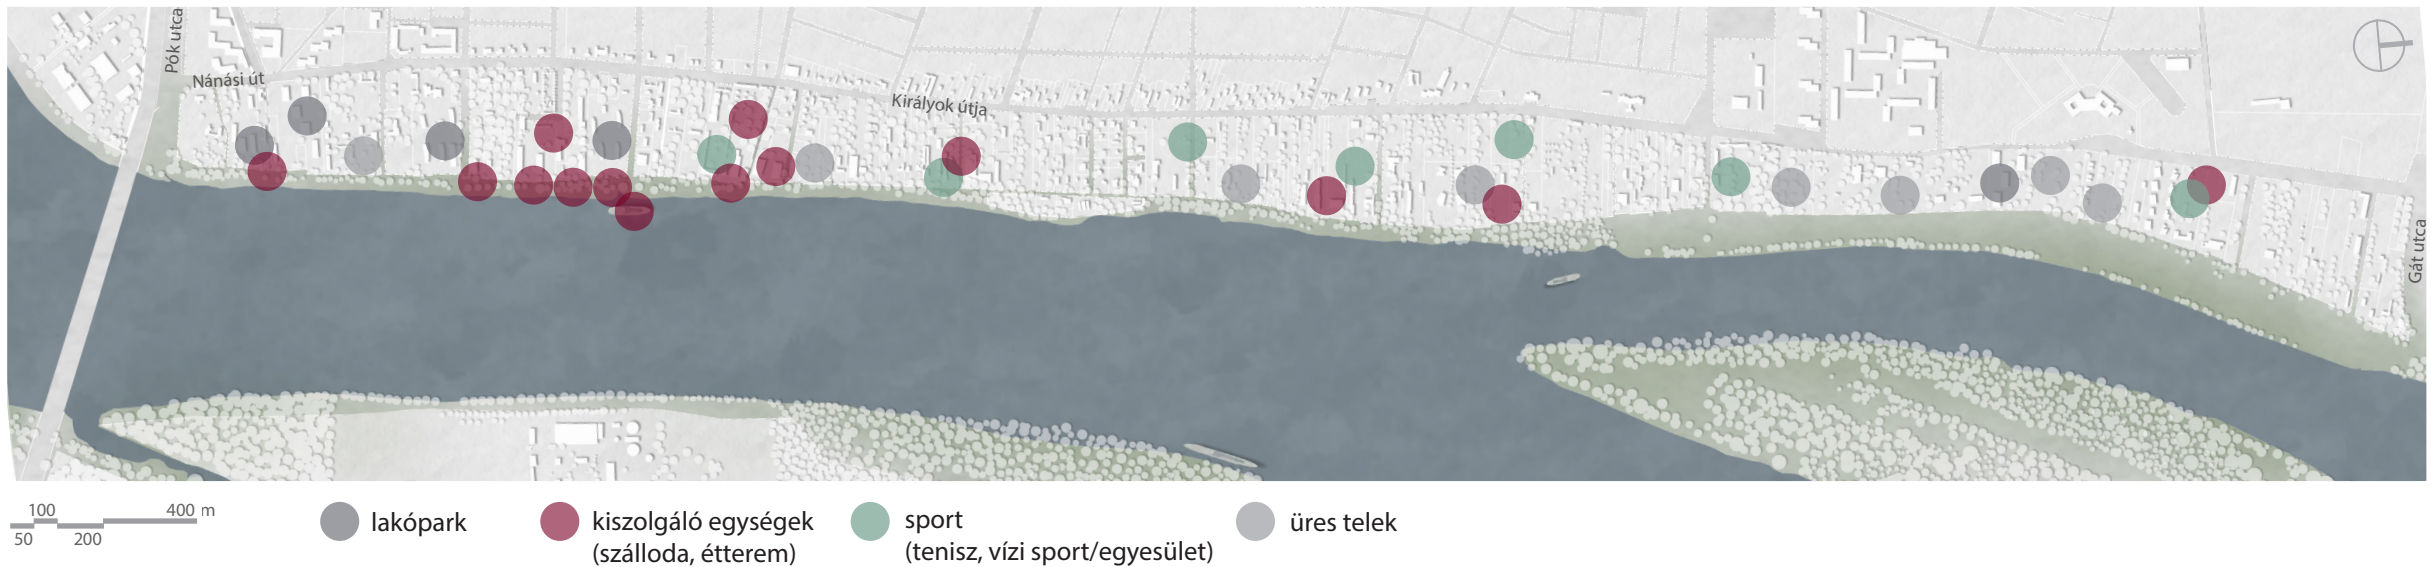 Pók utca
Nánási út
Királyok útja
Gát utca
100
400 m
50
200
lakópark
kiszolgáló egységek
(szálloda, étterem)
sport
(tenisz, vízi sport/egyesület)
üres telek